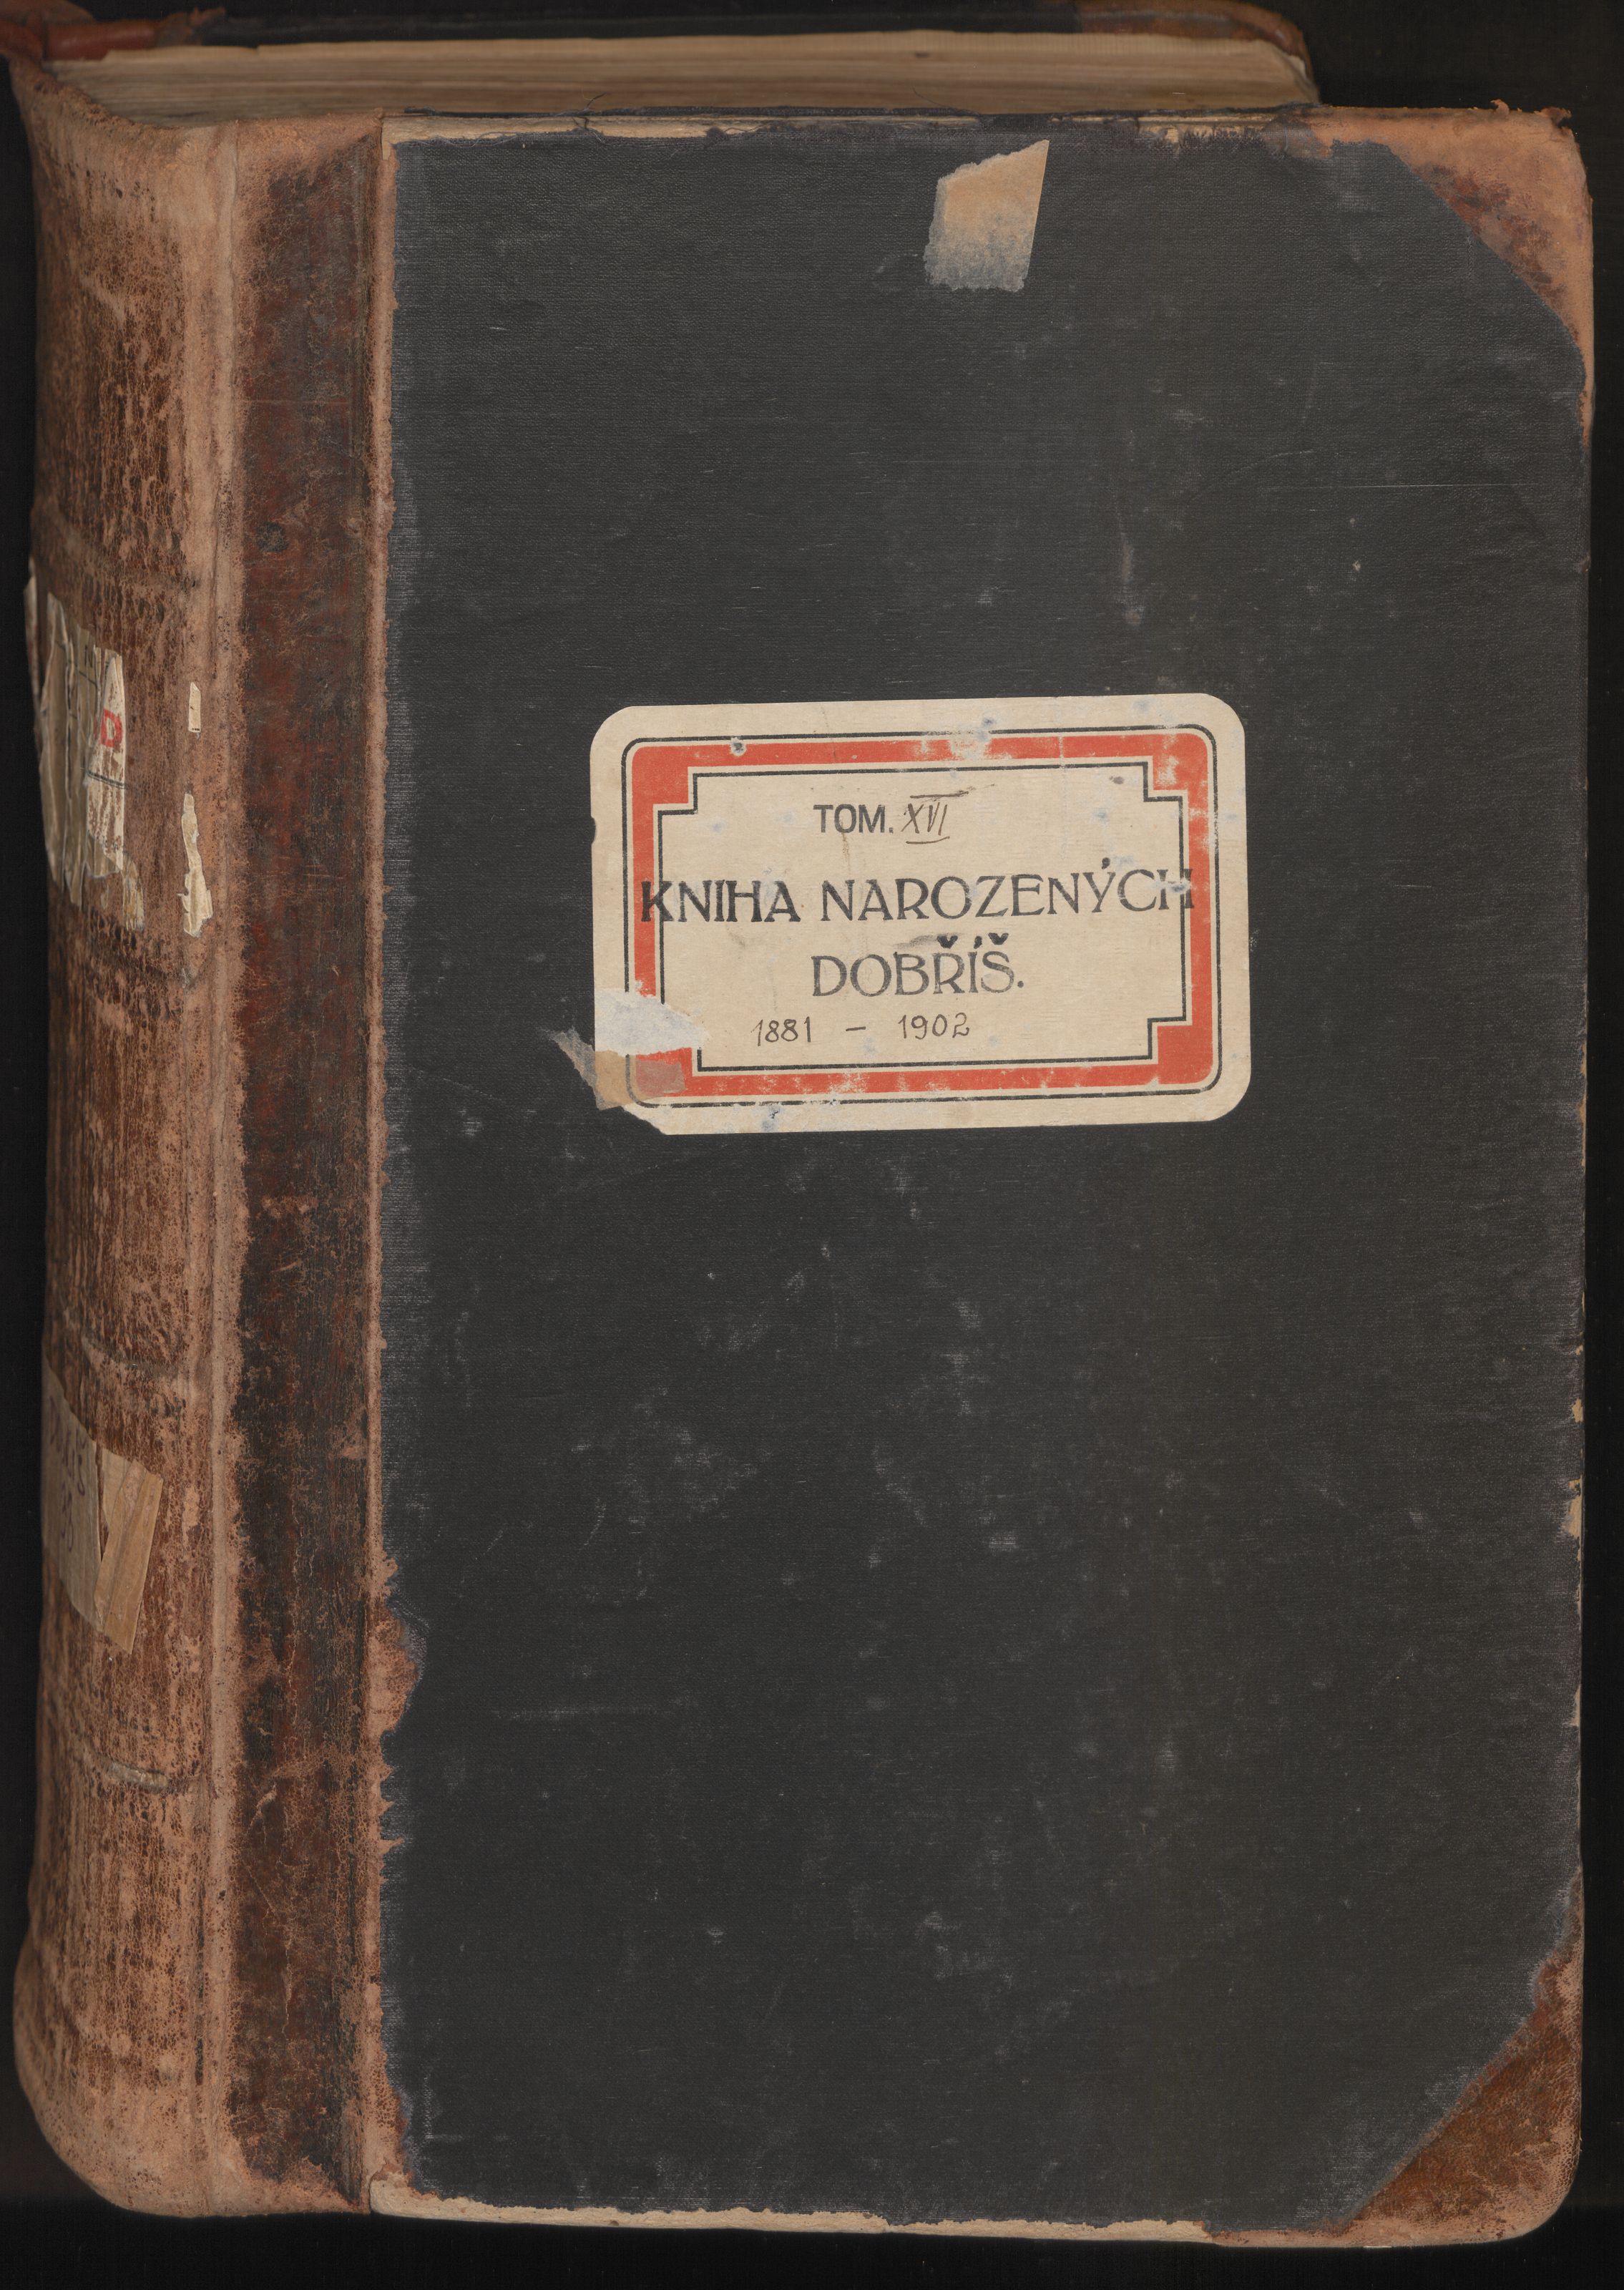 TOM. XVI
KNIHA NAROZENÝCH
DOBŘÍŠ.
1881 – 1902
D